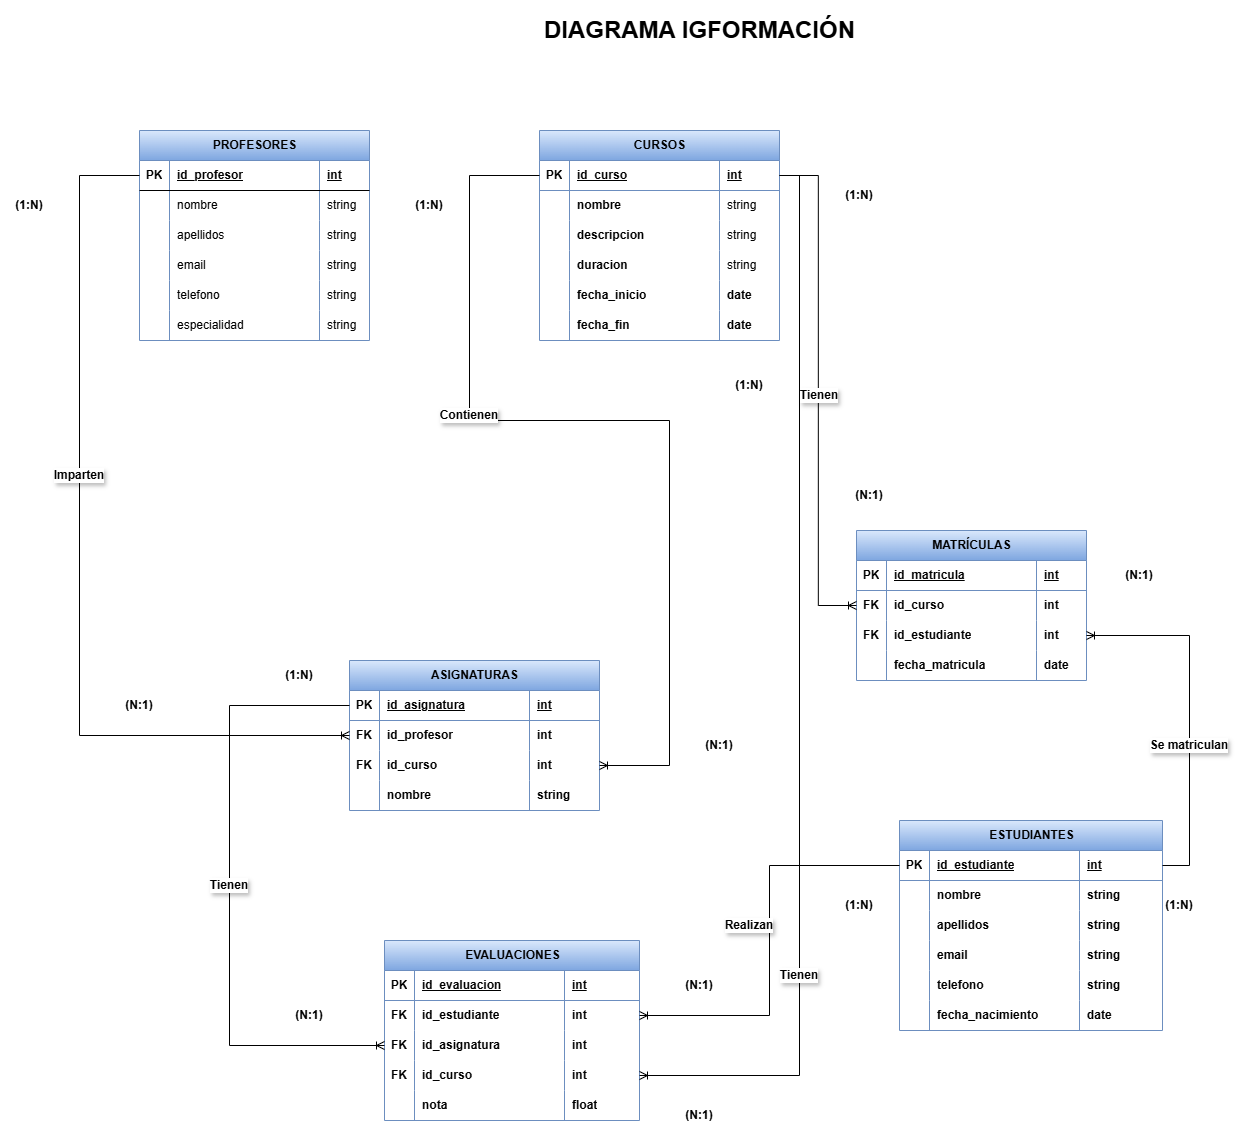 DIAGRAMA IGFORMACIÓN
PROFESORES
PK id_profesor int
nombre string
apellidos string
email string
telefono string
especialidad string
(1:N)
CURSOS
PK id_curso int
nombre string
descripcion string
duracion string
fecha_inicio date
fecha_fin date
(1:N)
(1:N)
(1:N)
Tienen
Contienen
Imparten
(N:1)
MATRÍCULAS
PK id_matricula int
FK id_curso int
FK id_estudiante int
fecha_matricula date
(N:1)
(1:N)
(N:1)
ASIGNATURAS
PK id_asignatura int
FK id_profesor int
FK id_curso int
nombre string
(N:1)
Se matriculan
ESTUDIANTES
PK id_estudiante int
nombre string
apellidos string
email string
telefono string
fecha_nacimiento date
(1:N)
(1:N)
Tienen
Realizan
Tienen
EVALUACIONES
PK id_evaluacion int
FK id_estudiante int
FK id_asignatura int
FK id_curso int
nota float
(N:1)
(N:1)
(N:1)